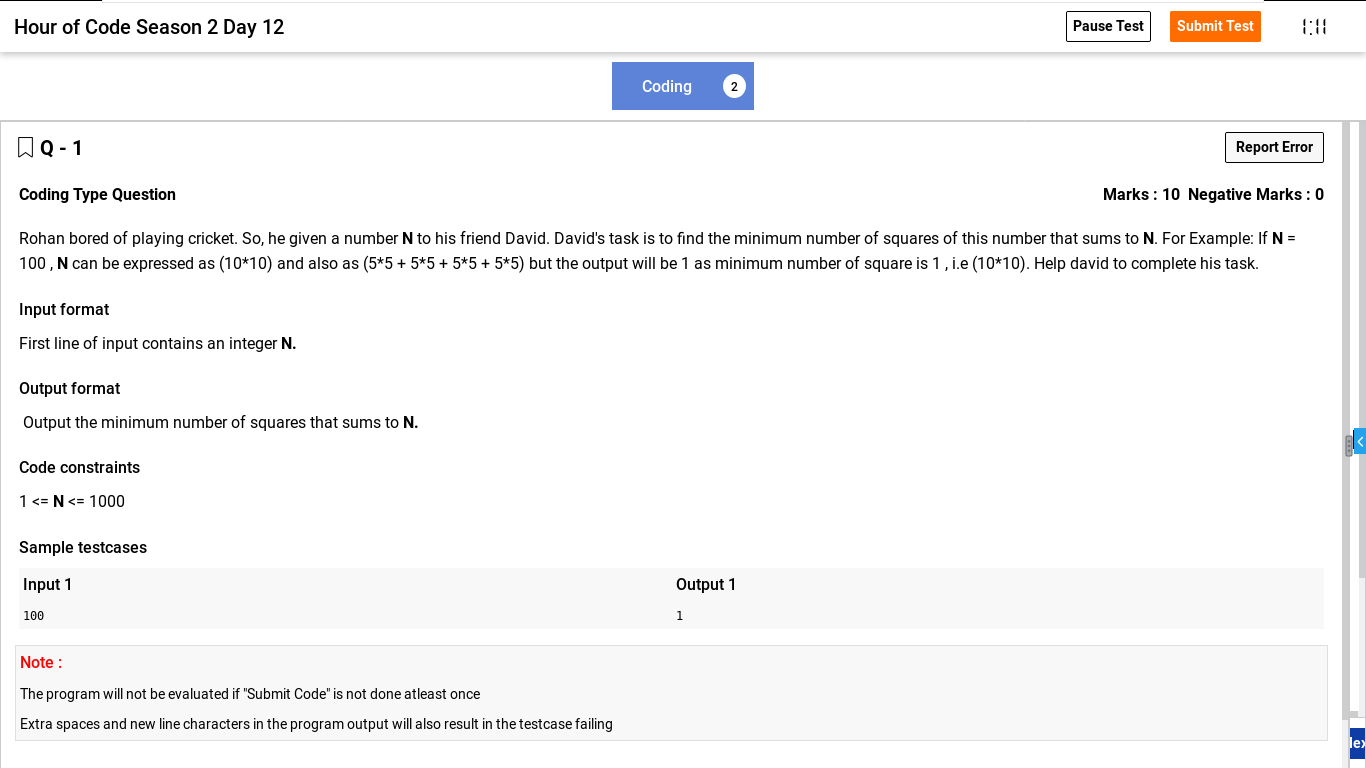 Hour of Code Season 2 Day 12
Pause Test
Submit Test
Coding 2
Q - 1
Report Error
Coding Type Question
Marks : 10 Negative Marks : 0
Rohan bored of playing cricket. So, he given a number N to his friend David. David's task is to find the minimum number of squares of this number that sums to N. For Example: If N =
100 , N can be expressed as (10*10) and also as (5*5 + 5*5 + 5*5 + 5*5) but the output will be 1 as minimum number of square is 1 , i.e (10*10). Help david to complete his task.
Input format
First line of input contains an integer N.
Output format
Output the minimum number of squares that sums to N.
Code constraints
1 <= N <= 1000
Sample testcases
Input 1 Output 1
100 1
Note :
The program will not be evaluated if "Submit Code" is not done atleast once
Extra spaces and new line characters in the program output will also result in the testcase failing